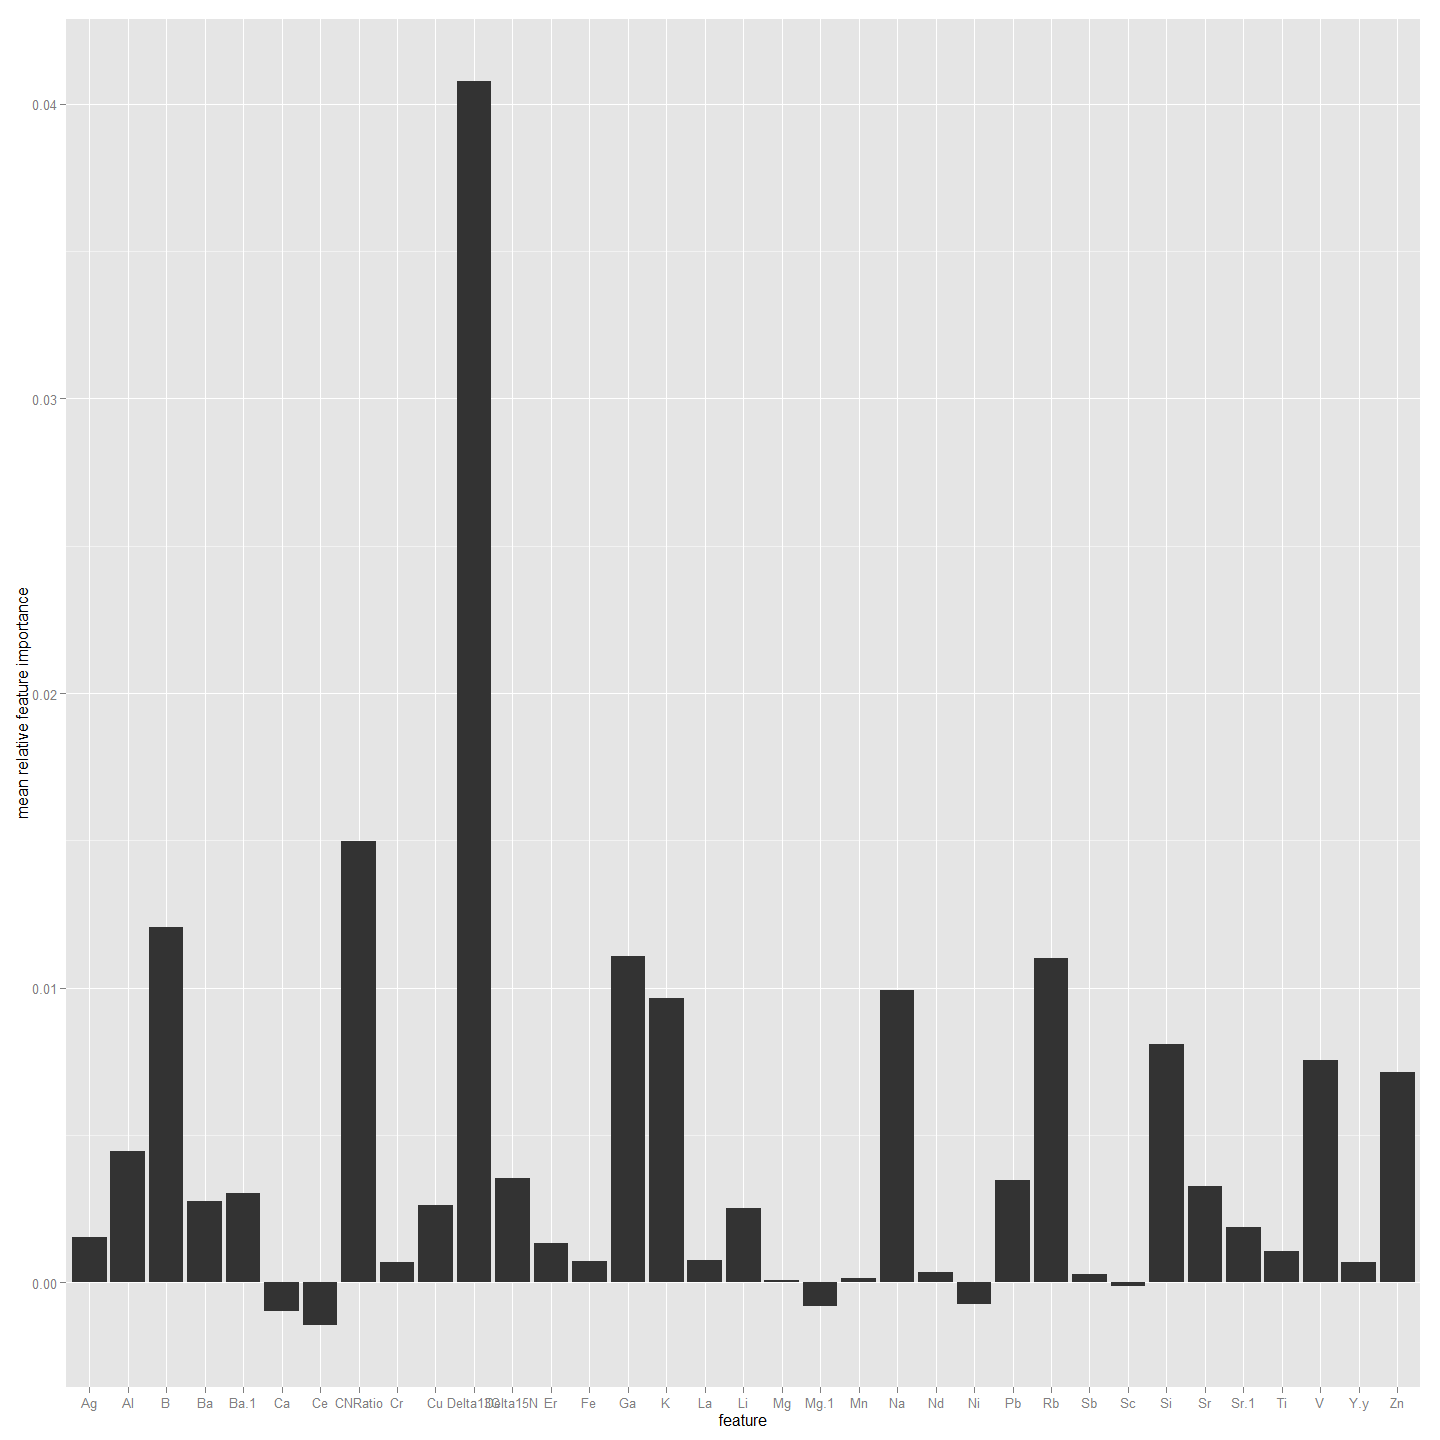 mean relative feature importance
0.04
0.03
0.02
0.01
0.00
Ag Al B Ba Ba.1 Ca Ce CNRatio Cr Cu Delta13C Delta15N Er Fe Ga K La Li Mg Mg.1 Mn Na Nd Ni Pb Rb Sb Sc Si Sr Sr.1 Ti V Y.y Zn
feature